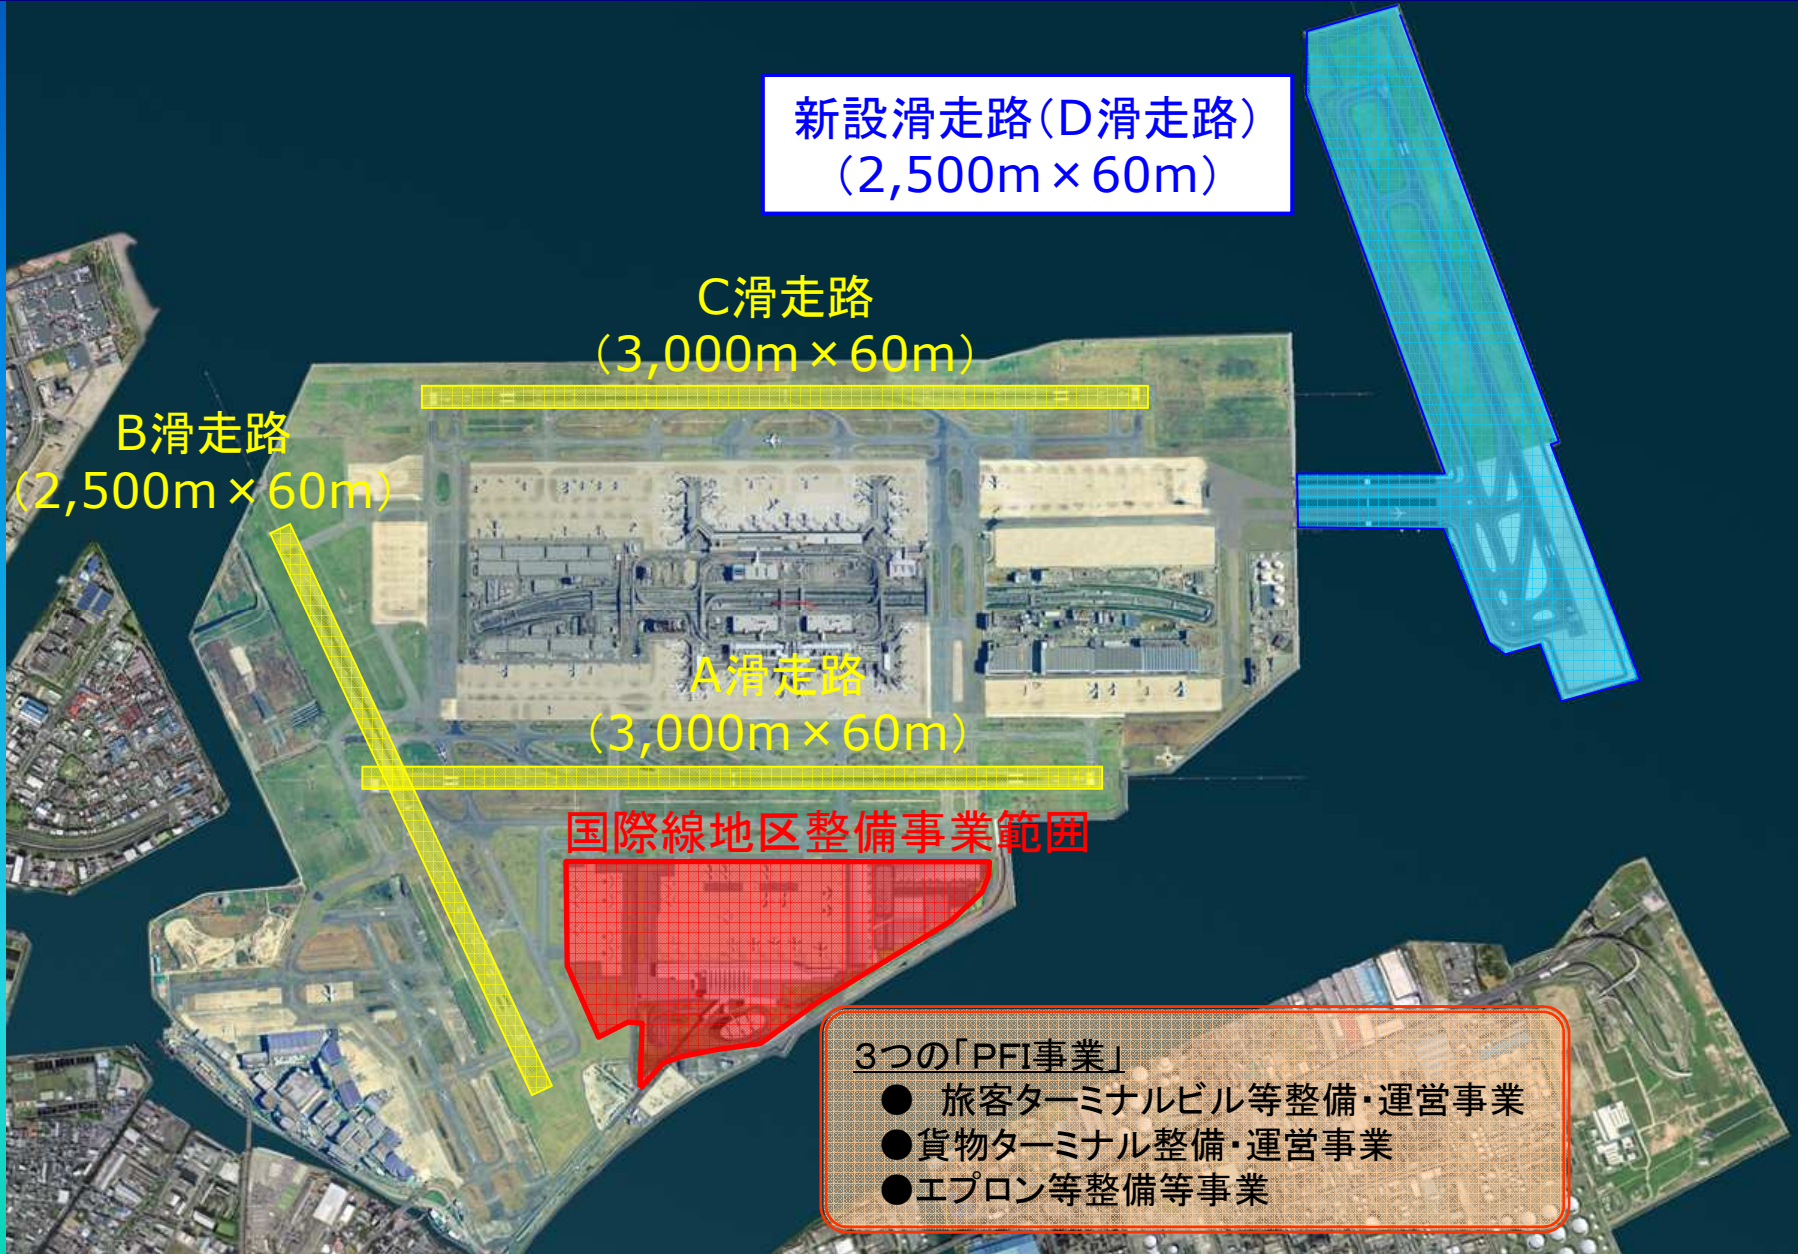 新設滑走路(D滑走路)
(2,500m×60m)
C滑走路
(3,000m×60m)
B滑走路
(2,500m×60m)
A滑走路
(3,000m×60m)
国際線地区整備事業範囲
3つの「PFI事業」
● 旅客ターミナルビル等整備・運営事業
●貨物ターミナル整備・運営事業
●エプロン等整備等事業